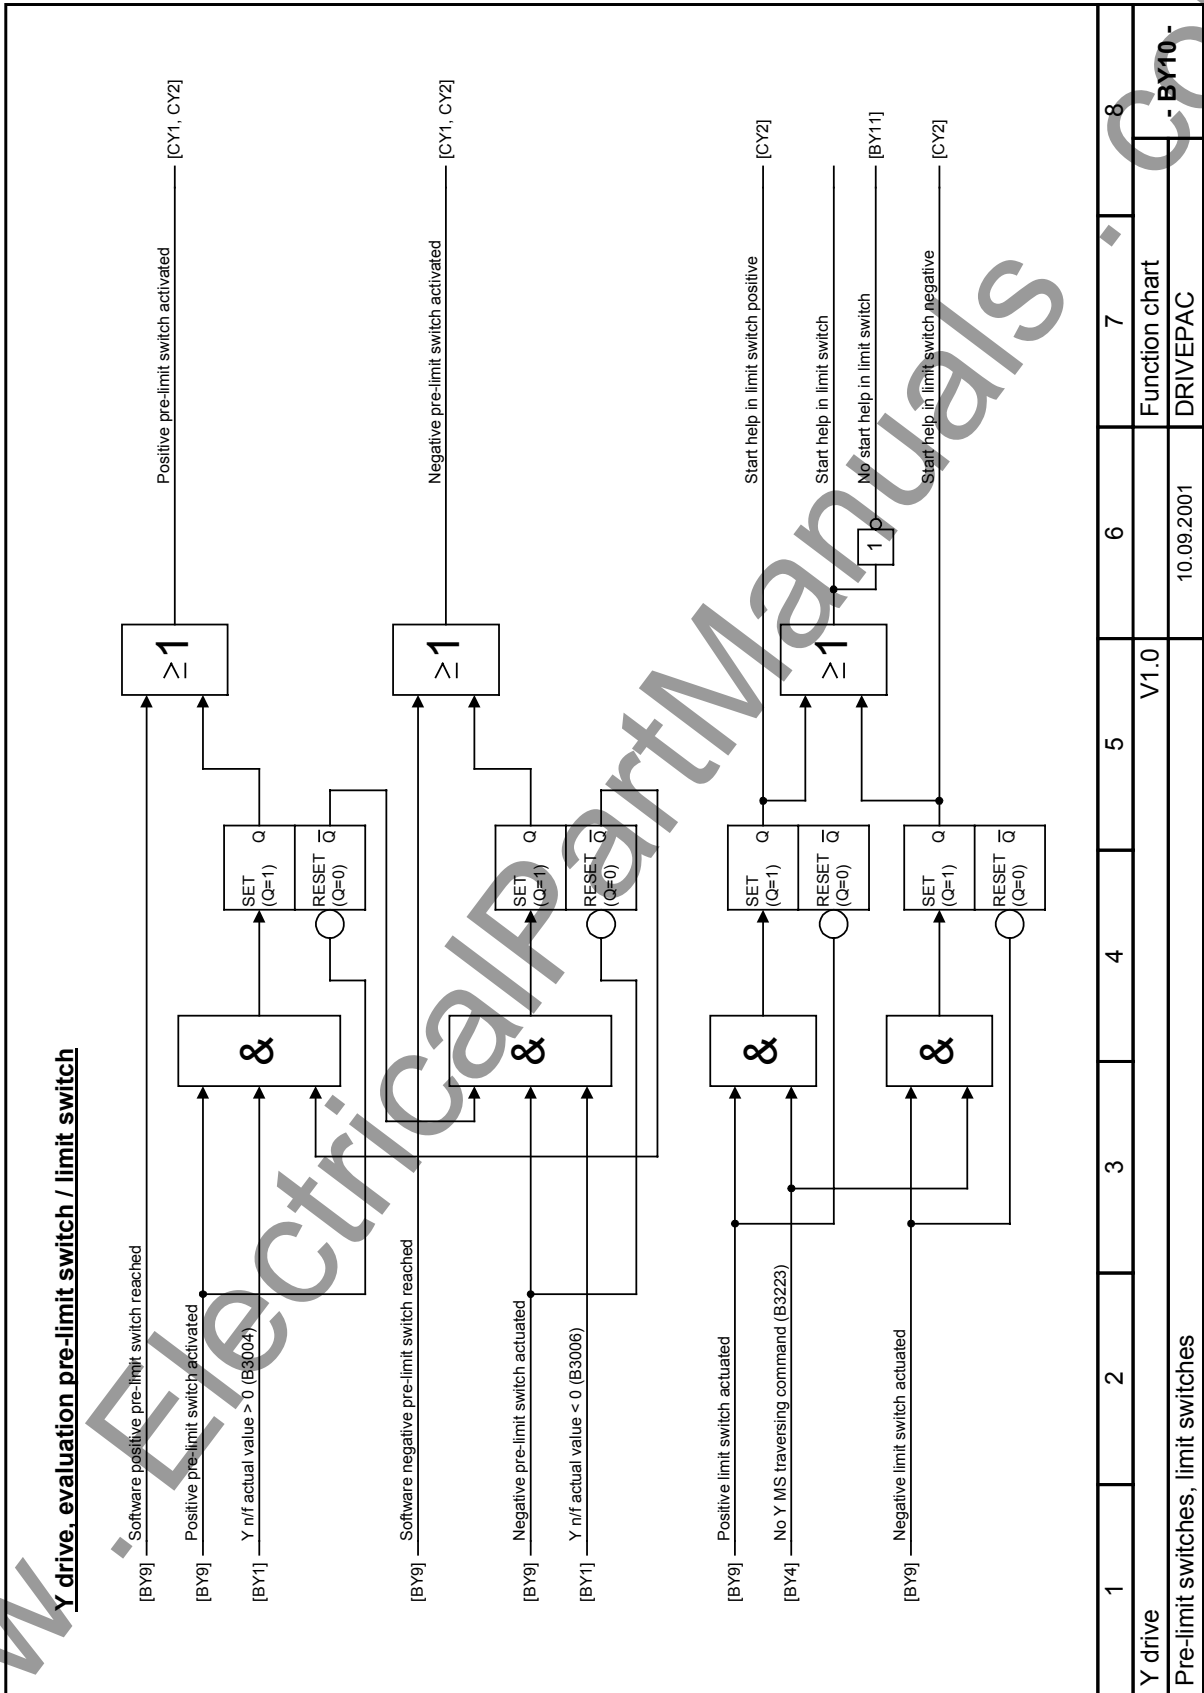 Y drive, evaluation pre-limit switch / limit switch
[BY9] Software positive pre-limit switch reached
[BY9] Positive pre-limit switch activated
[BY1] Y n/f actual value > 0 (B3004)
&
SET (Q=1) Q
RESET (Q=0) Q
≥1
Positive pre-limit switch activated [CY1, CY2]
[BY9] Software negative pre-limit switch reached
[BY9] Negative pre-limit switch actuated
[BY1] Y n/f actual value < 0 (B3006)
&
SET (Q=1) Q
RESET (Q=0) Q
≥1
Negative pre-limit switch activated [CY1, CY2]
[BY9] Positive limit switch actuated
[BY4] No Y MS traversing command (B3223)
[BY9] Negative limit switch actuated
&
SET (Q=1) Q
RESET (Q=0) Q
&
SET (Q=1) Q
RESET (Q=0) Q
≥1
1
Start help in limit switch positive [CY2]
Start help in limit switch
No start help in limit switch [BY11]
Start help in limit switch negative [CY2]
1 2 3 4 5 6 7 8
Y drive V1.0 Function chart - BY10 -
Pre-limit switches, limit switches 10.09.2001 DRIVEPAC
w . ElectricalPartManuals . co